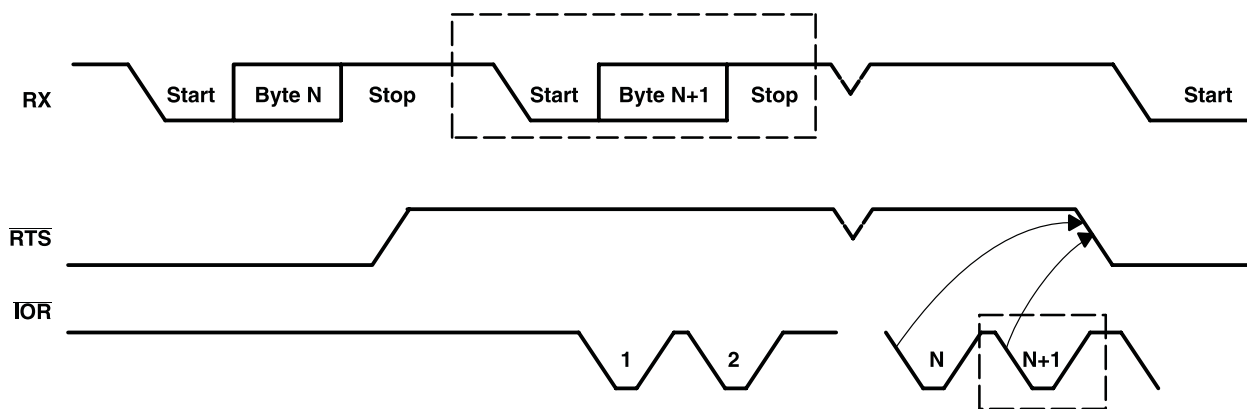 RX Start Byte N Stop Start Byte N+1 Stop Start
RTS
IOR
1 2 N N+1